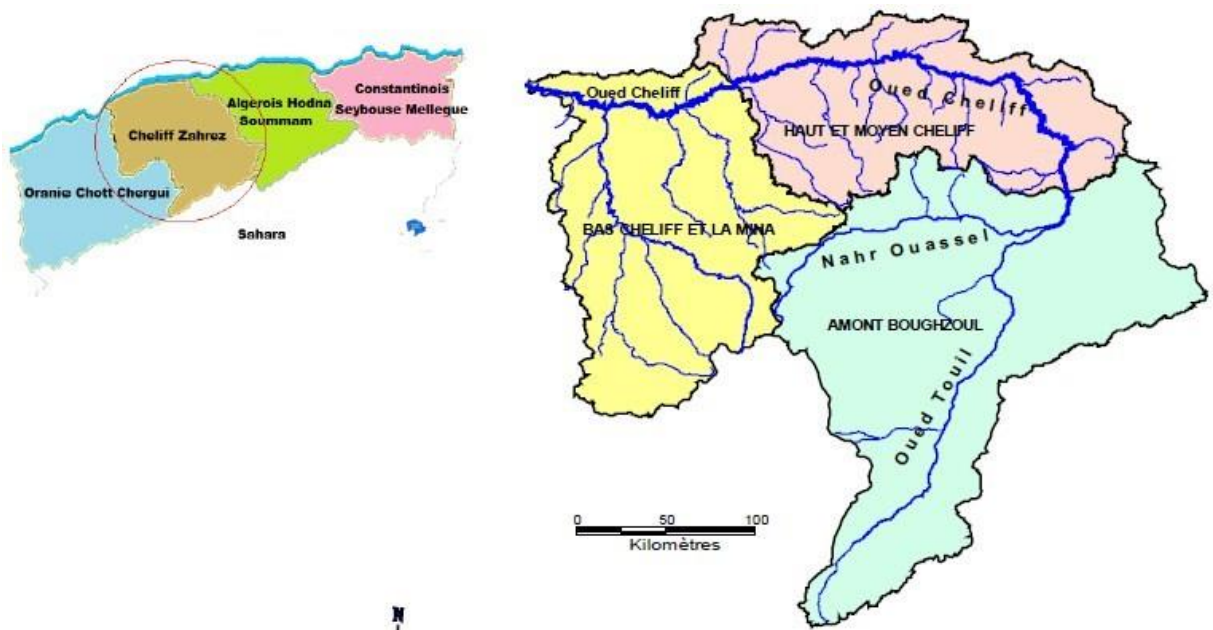 Constantinois
Seybouse Mellegue
Algerois Hodna
Soummam
Cheliff Zahrez
Oranie Chott Chergui
Sahara
Oued Cheliff
Oued Cheliff
HAUT ET MOYEN CHELIFF
BAS CHELIFF ET LA MINA
Nahr Ouassel
AMONT BOUGHZOUL
Oued Touil
0 50 100
Kilomètres
N